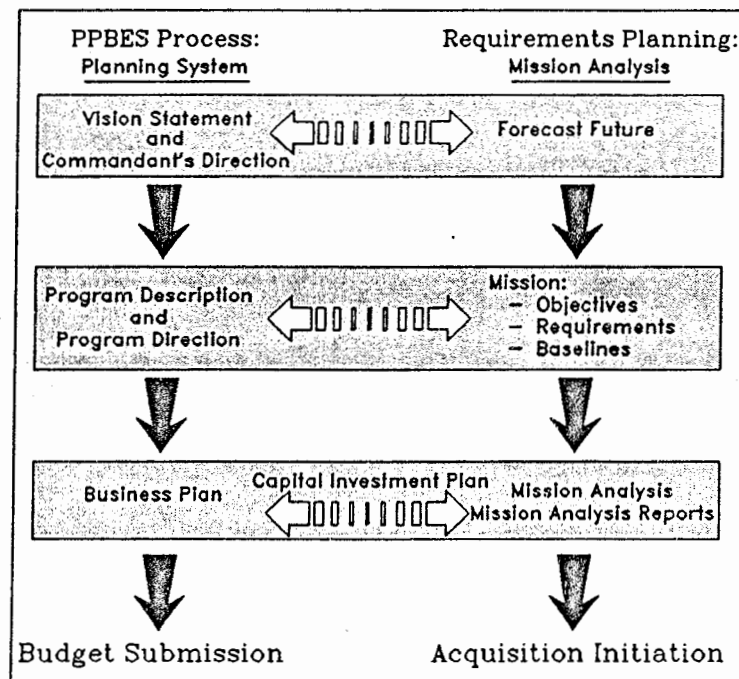 PPBES Process:
Planning System
Requirements Planning:
Mission Analysis
Vision Statement
and
Commandant's Direction
Forecast Future
Program Description
and
Program Direction
Mission:
– Objectives
– Requirements
– Baselines
Business Plan
Capital Investment Plan
Mission Analysis
Mission Analysis Reports
Budget Submission
Acquisition Initiation